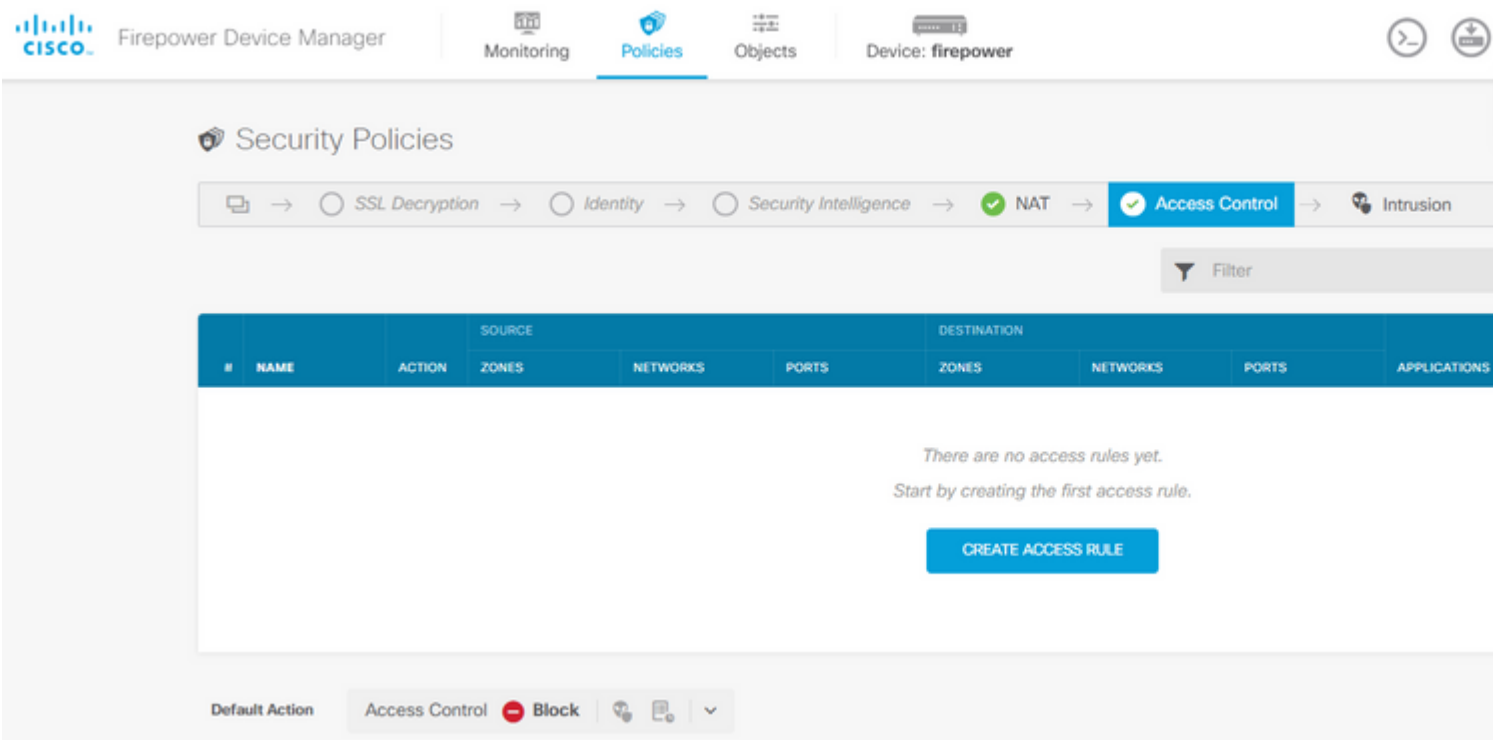 CISCO Firepower Device Manager Monitoring Policies Objects Device: firepower
Security Policies
SSL Decryption → Identity → Security Intelligence → NAT → Access Control → Intrusion
Filter
SOURCE DESTINATION
# NAME ACTION ZONES NETWORKS PORTS ZONES NETWORKS PORTS APPLICATIONS
There are no access rules yet.
Start by creating the first access rule.
CREATE ACCESS RULE
Default Action Access Control Block